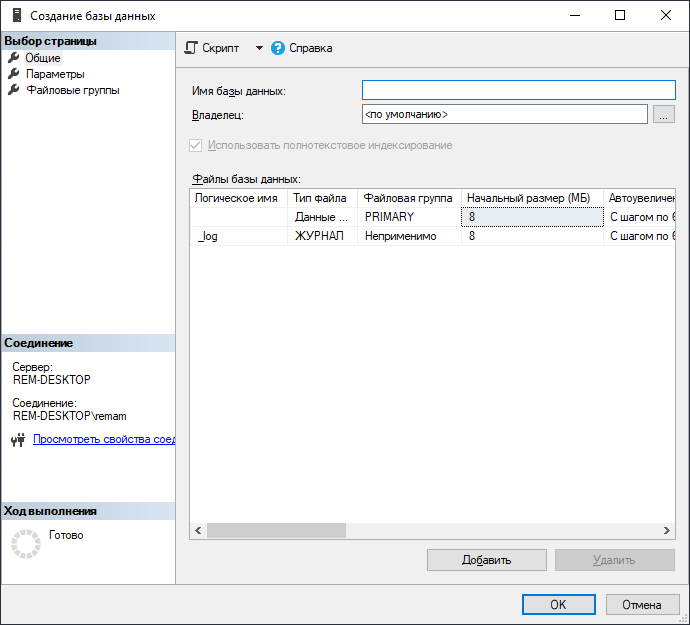 Создание базы данных
Выбор страницы
Общие
Параметры
Файловые группы
Скрипт
Справка
Имя базы данных:
Владелец:
<по умолчанию>
...
Использовать полнотекстовое индексирование
Файлы базы данных:
Логическое имя Тип файла Файловая группа Начальный размер (МБ) Автоувеличен
Данные ... PRIMARY 8 С шагом по 6
_log ЖУРНАЛ Неприменимо 8 С шагом по 6
Соединение
Сервер:
REM-DESKTOP
Соединение:
REM-DESKTOP\remam
Просмотреть свойства соед
Ход выполнения
Готово
Добавить
Удалить
ОК
Отмена